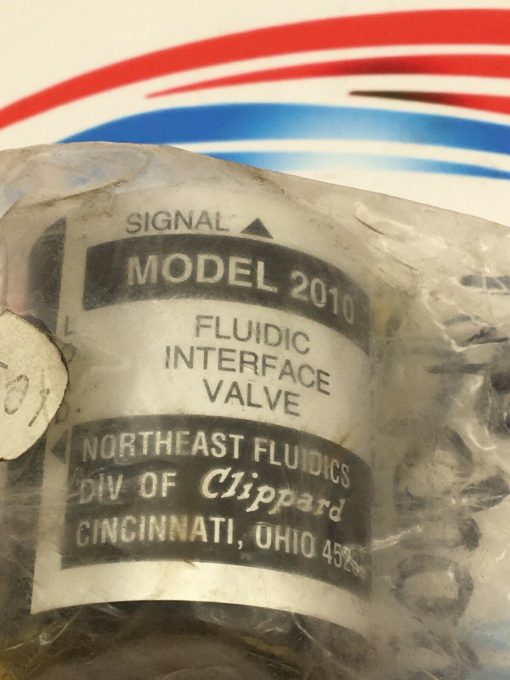 SIGNAL ▲
MODEL 2010
FLUIDIC
INTERFACE
VALVE
NORTHEAST FLUIDICS
DIV OF Clippard
CINCINNATI, OHIO